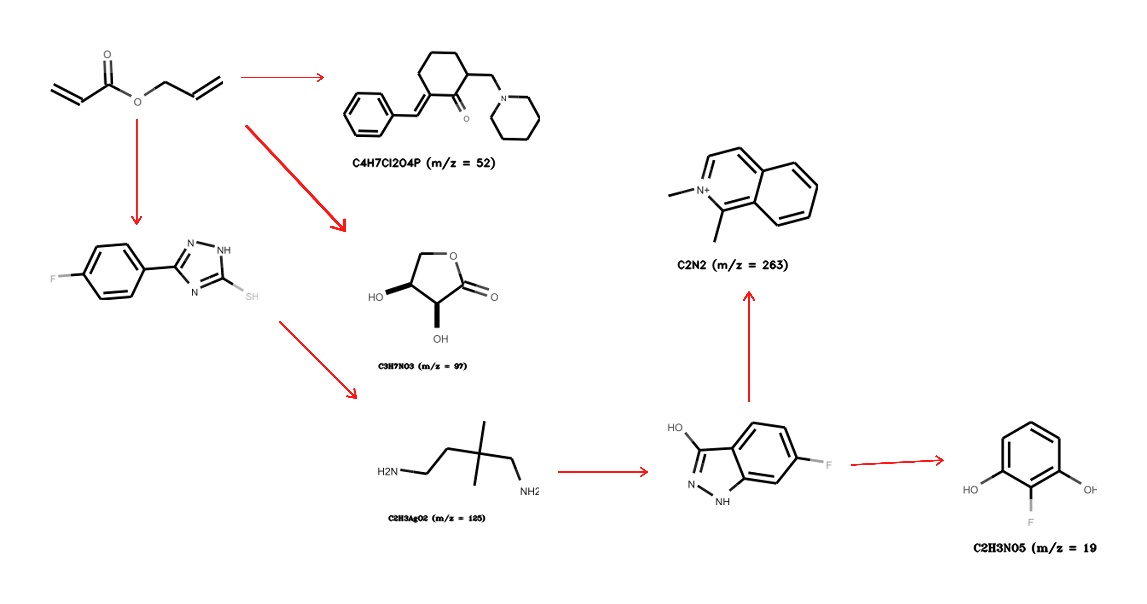 O
O
N
O
C4H7Cl2O4P (m/z = 52)
N+
C2N2 (m/z = 263)
F
N
NH
N
SH
O
O
HO
OH
C3H7NO3 (m/z = 97)
H2N
NH2
C2H3AgO2 (m/z = 125)
HO
F
N
NH
HO
OH
F
C2H3NO5 (m/z = 19